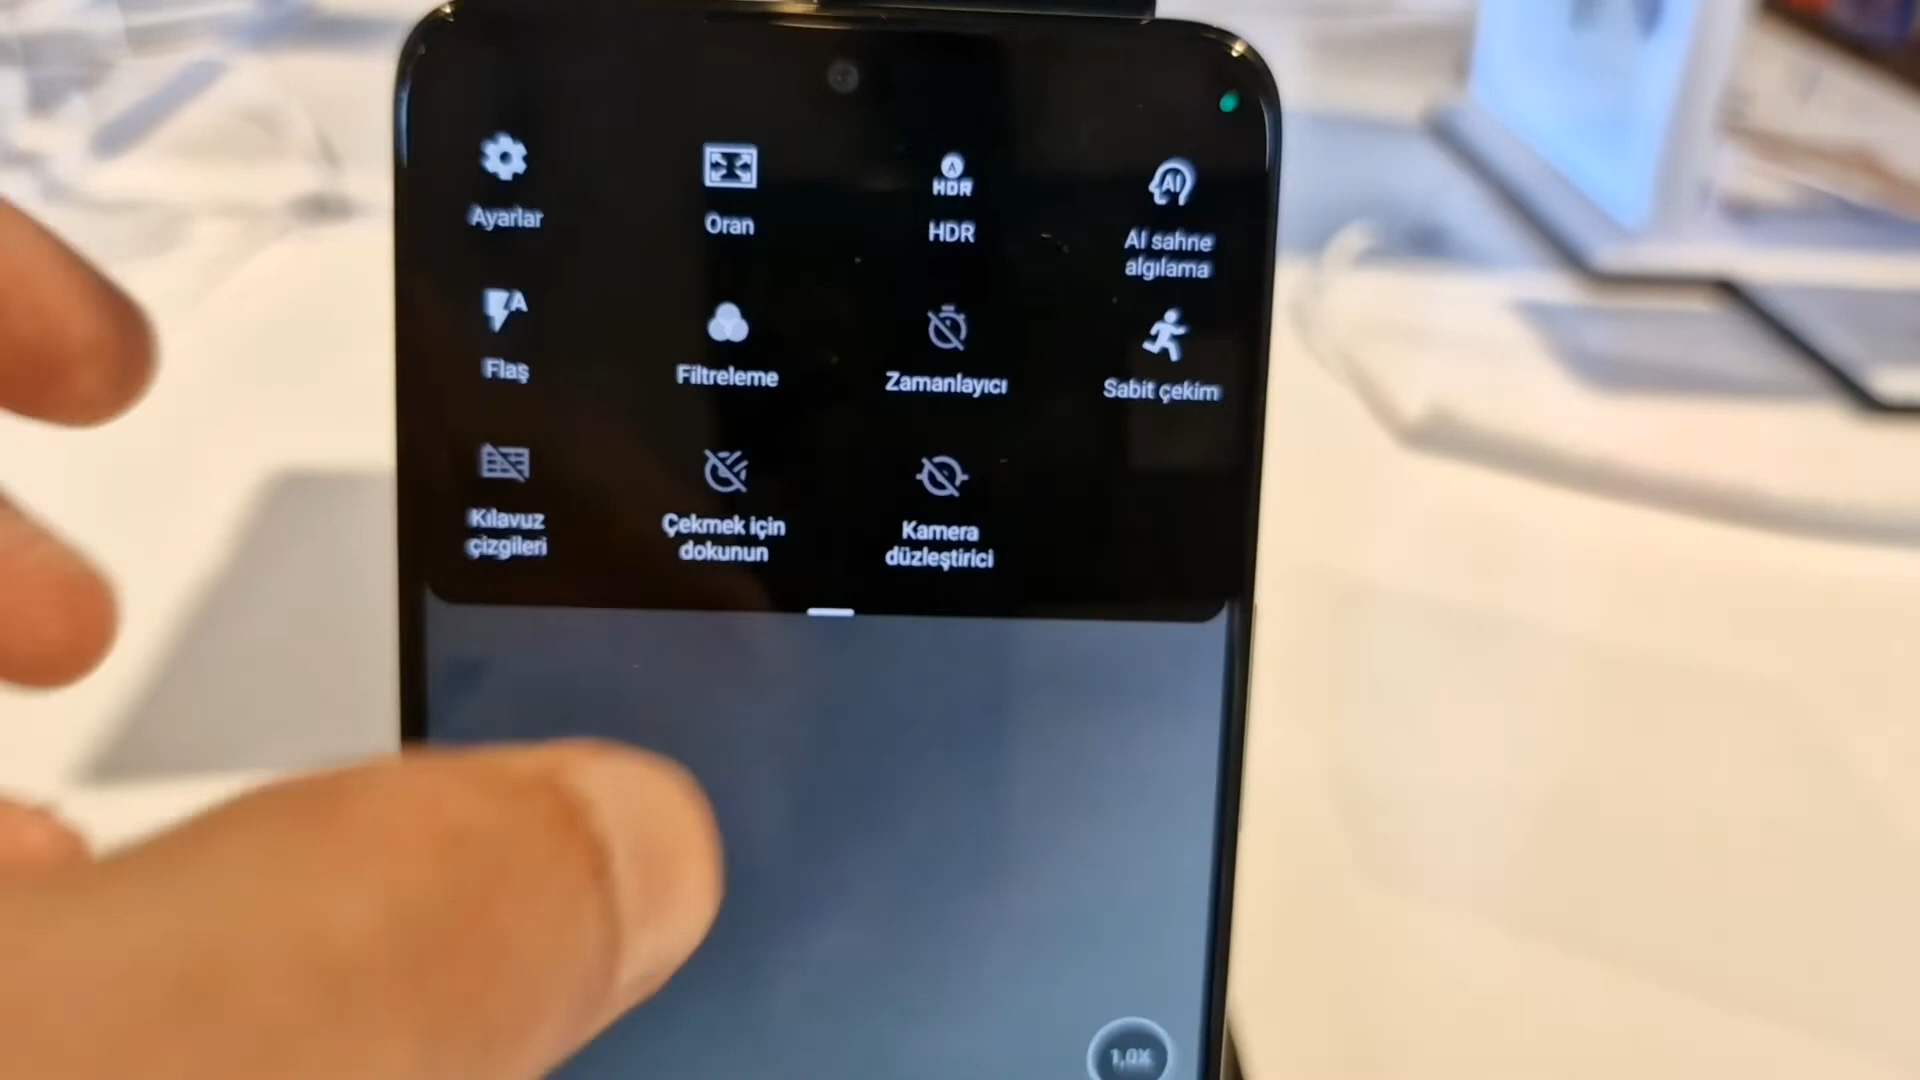 Ayarlar
Oran
HDR
HDR
AI
AI sahne
algılama
A
Flaş
Filtreleme
Zamanlayıcı
Sabit çekim
Kılavuz
çizgileri
Çekmek için
dokunun
Kamera
düzleştirici
1,0X